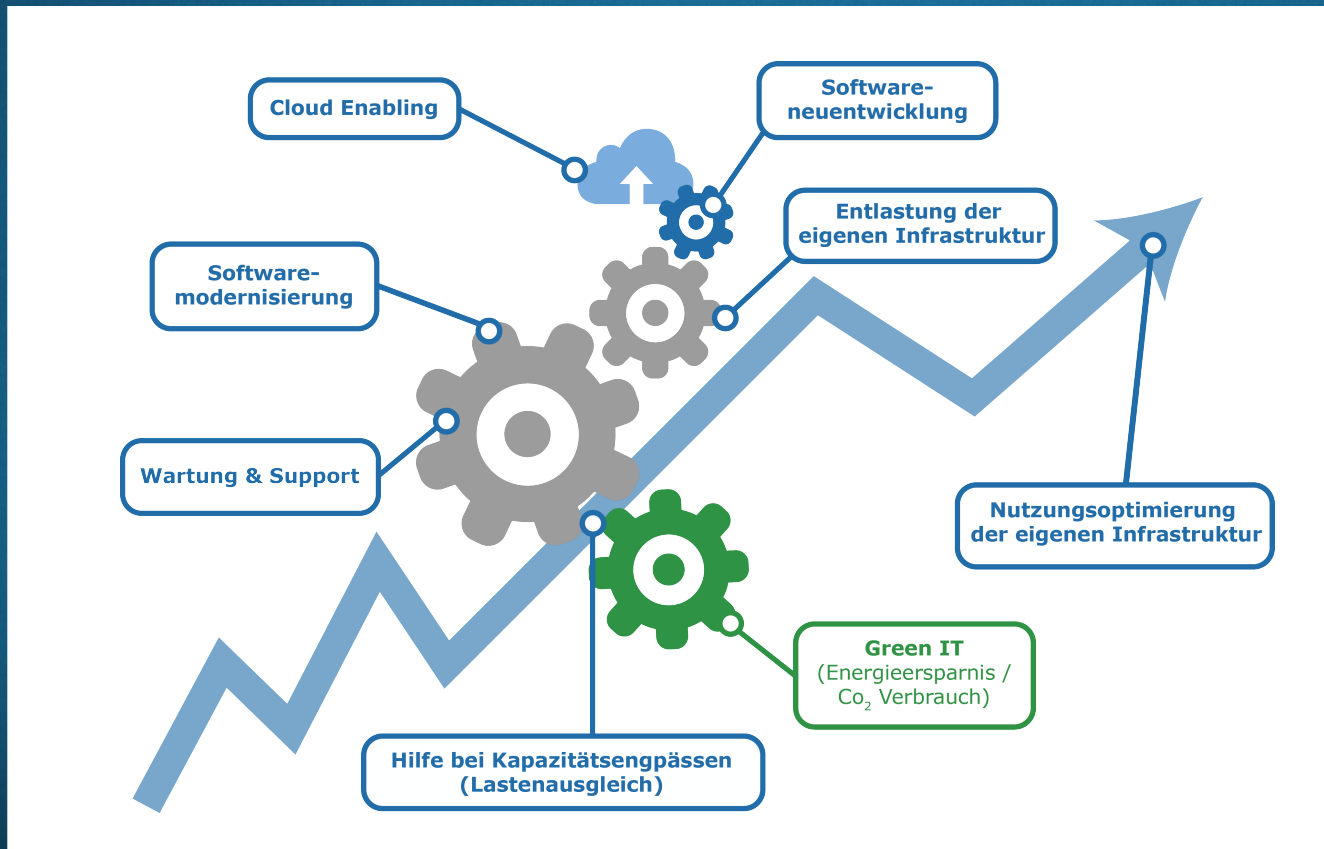 Cloud Enabling
Software-
neuentwicklung
Entlastung der
eigenen Infrastruktur
Software-
modernisierung
Wartung & Support
Nutzungsoptimierung
der eigenen Infrastruktur
Green IT
(Energieersparnis /
Co₂ Verbrauch)
Hilfe bei Kapazitätsengpässen
(Lastenausgleich)